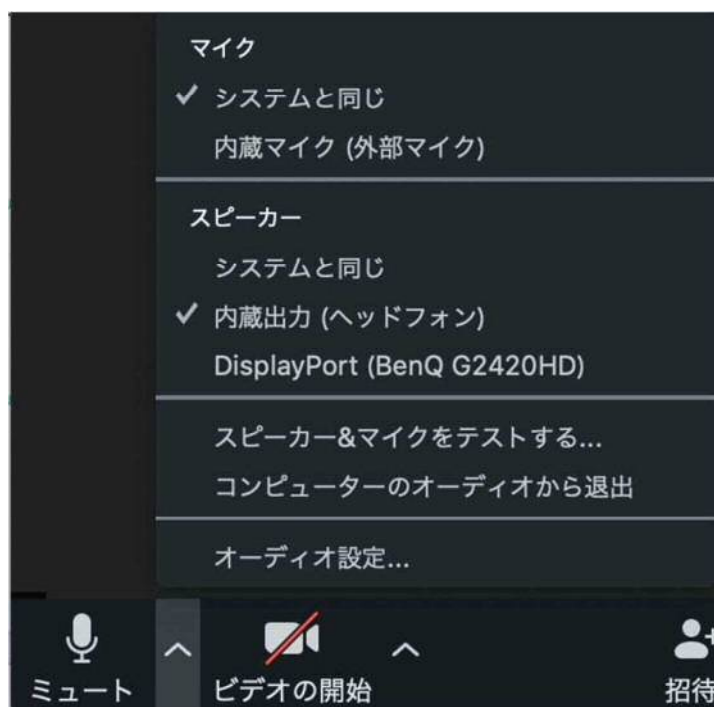 マイク
システムと同じ
内蔵マイク (外部マイク)
スピーカー
システムと同じ
内蔵出力 (ヘッドフォン)
DisplayPort (BenQ G2420HD)
スピーカー&マイクをテストする...
コンピューターのオーディオから退出
オーディオ設定...
ミュート
ビデオの開始
招待